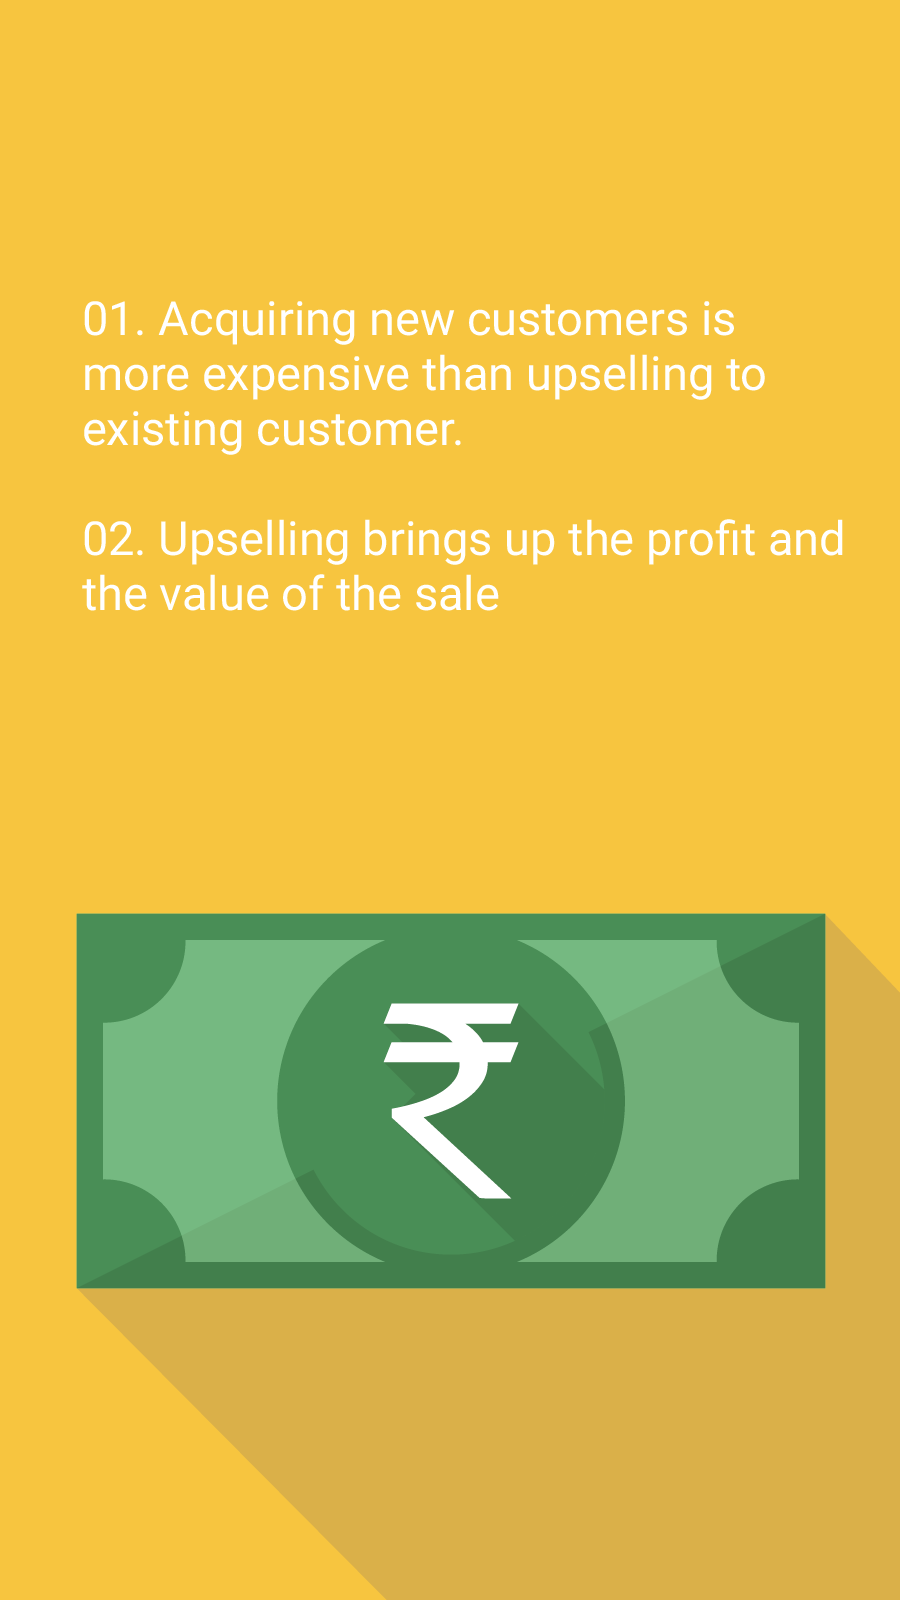 01. Acquiring new customers is
more expensive than upselling to
existing customer.
02. Upselling brings up the profit and
the value of the sale
₹